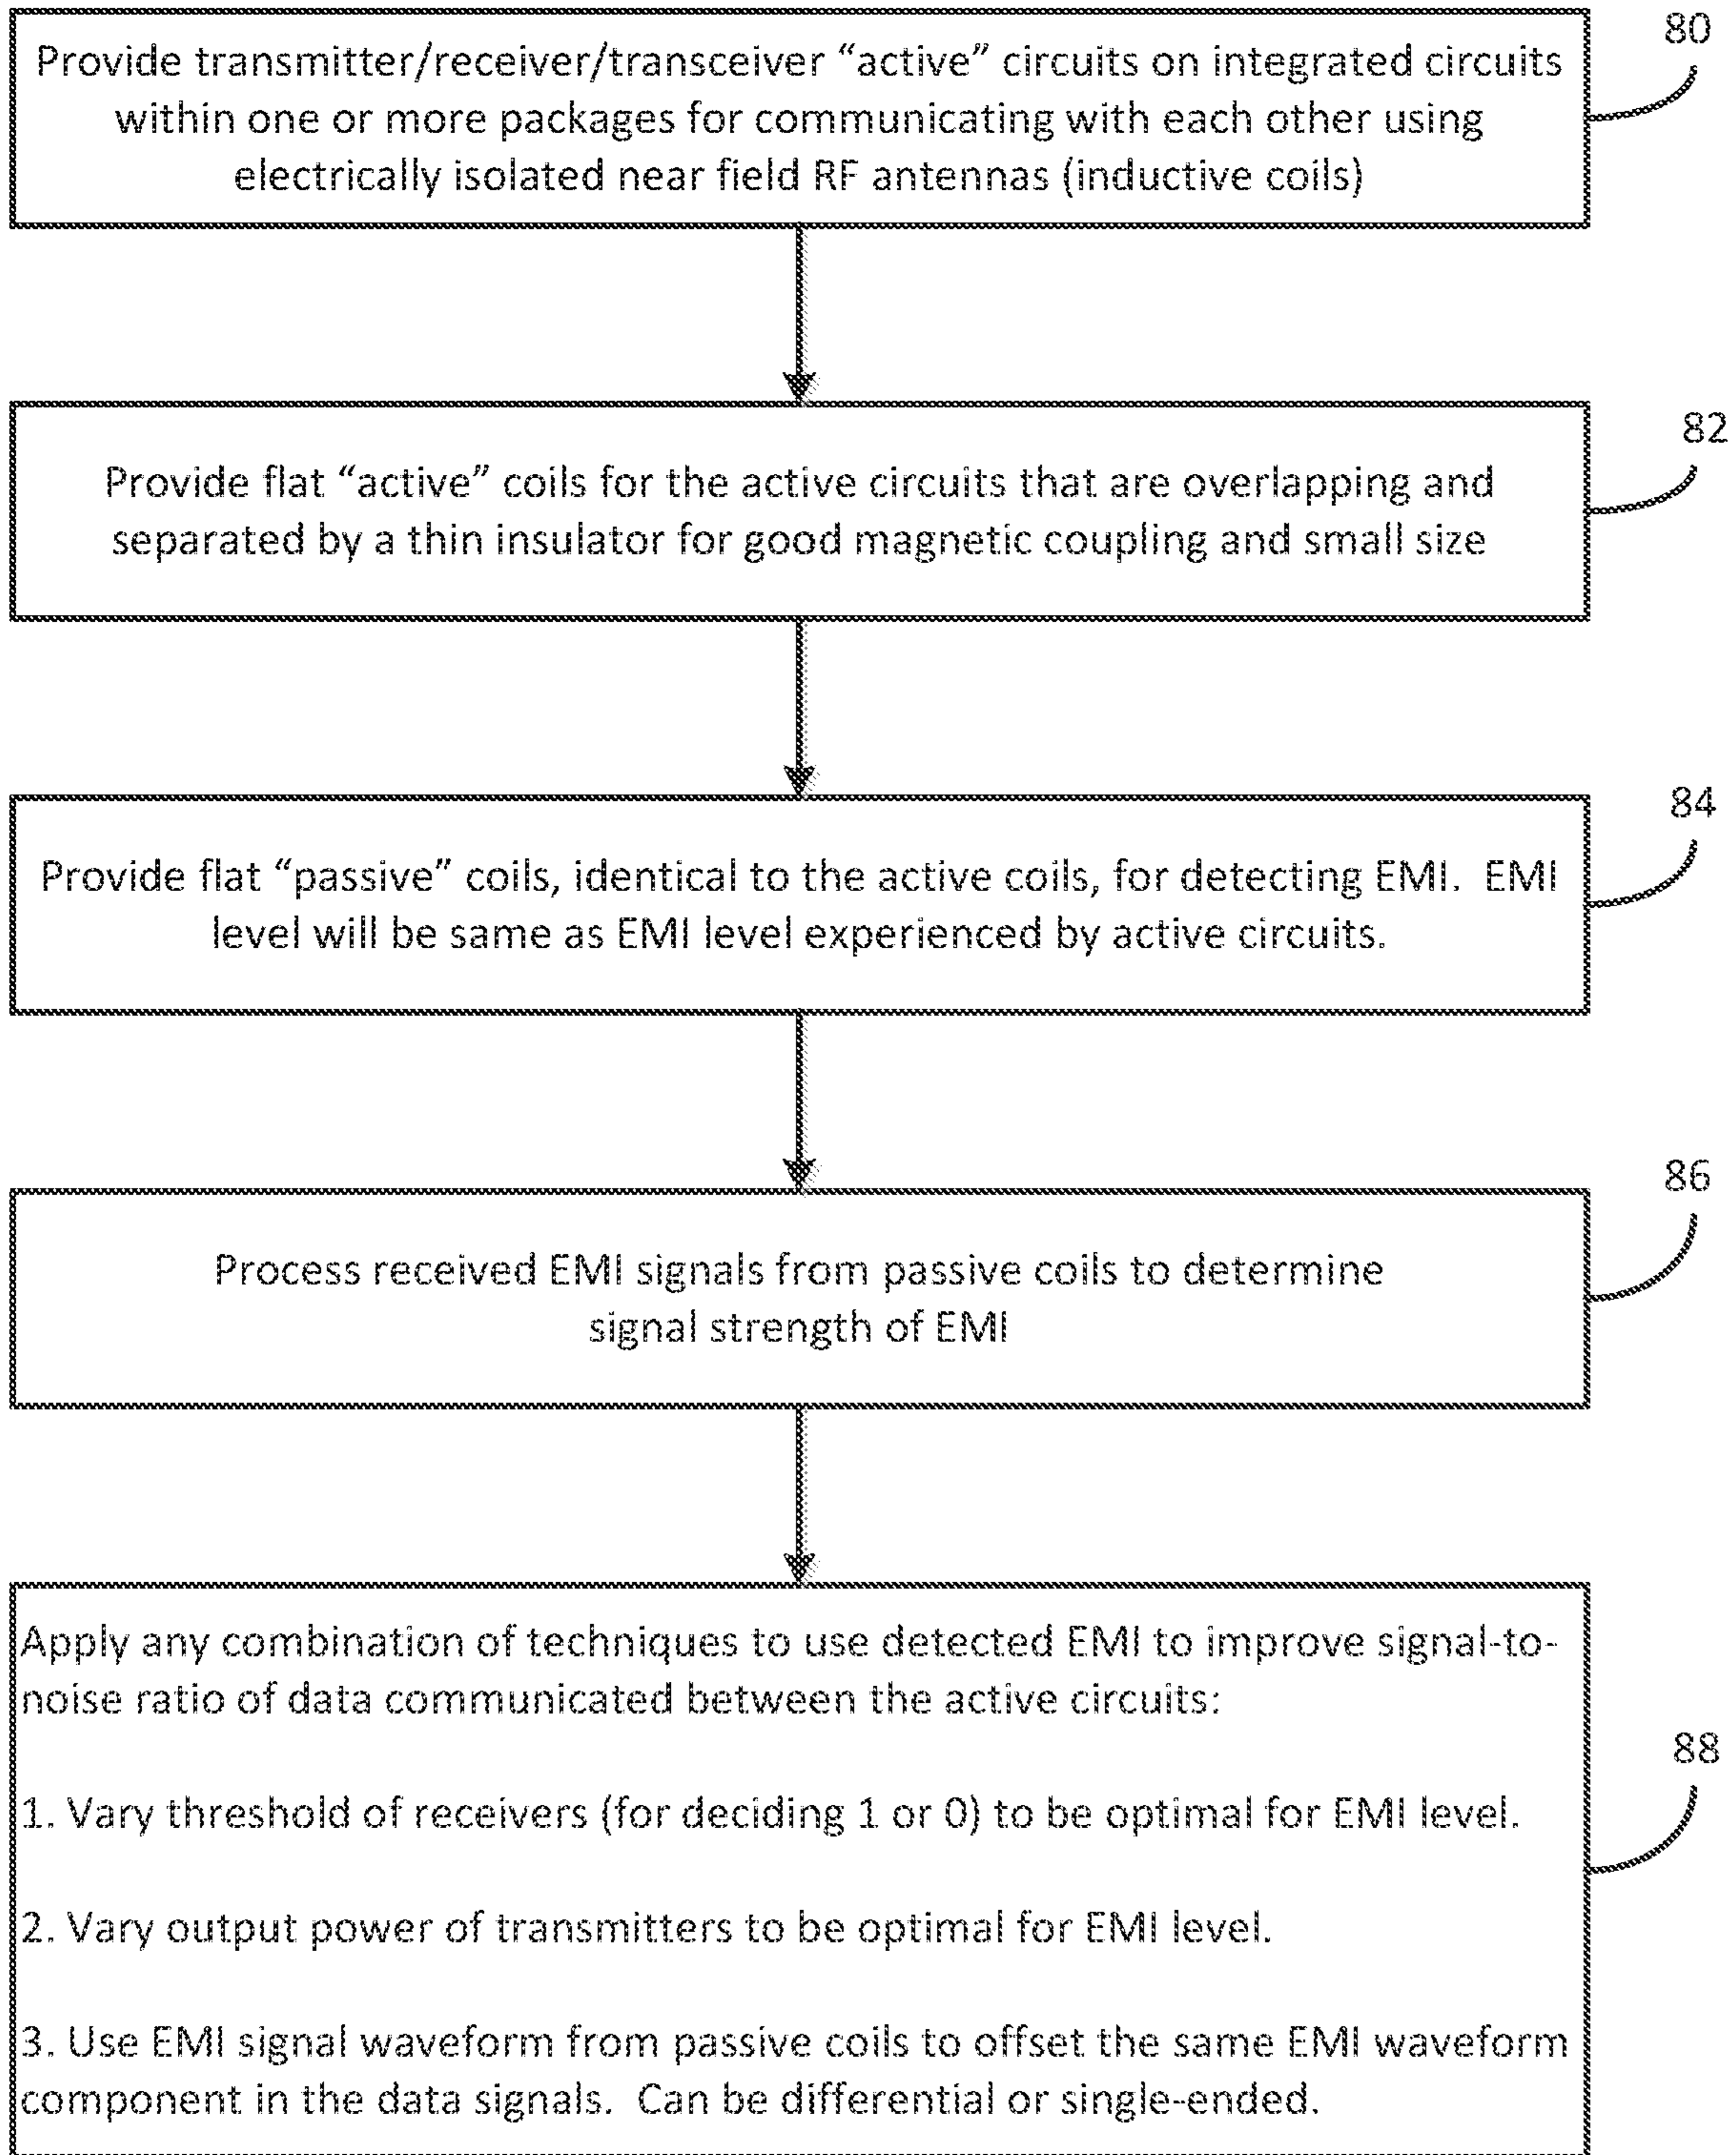 Provide transmitter/receiver/transceiver “active” circuits on integrated circuits
within one or more packages for communicating with each other using
electrically isolated near field RF antennas (inductive coils)
80
Provide flat “active” coils for the active circuits that are overlapping and
separated by a thin insulator for good magnetic coupling and small size
82
Provide flat “passive” coils, identical to the active coils, for detecting EMI.  EMI
level will be same as EMI level experienced by active circuits.
84
Process received EMI signals from passive coils to determine
signal strength of EMI
86
Apply any combination of techniques to use detected EMI to improve signal-to-
noise ratio of data communicated between the active circuits:
1. Vary threshold of receivers (for deciding 1 or 0) to be optimal for EMI level.
2. Vary output power of transmitters to be optimal for EMI level.
3. Use EMI signal waveform from passive coils to offset the same EMI waveform
component in the data signals.  Can be differential or single-ended.
88